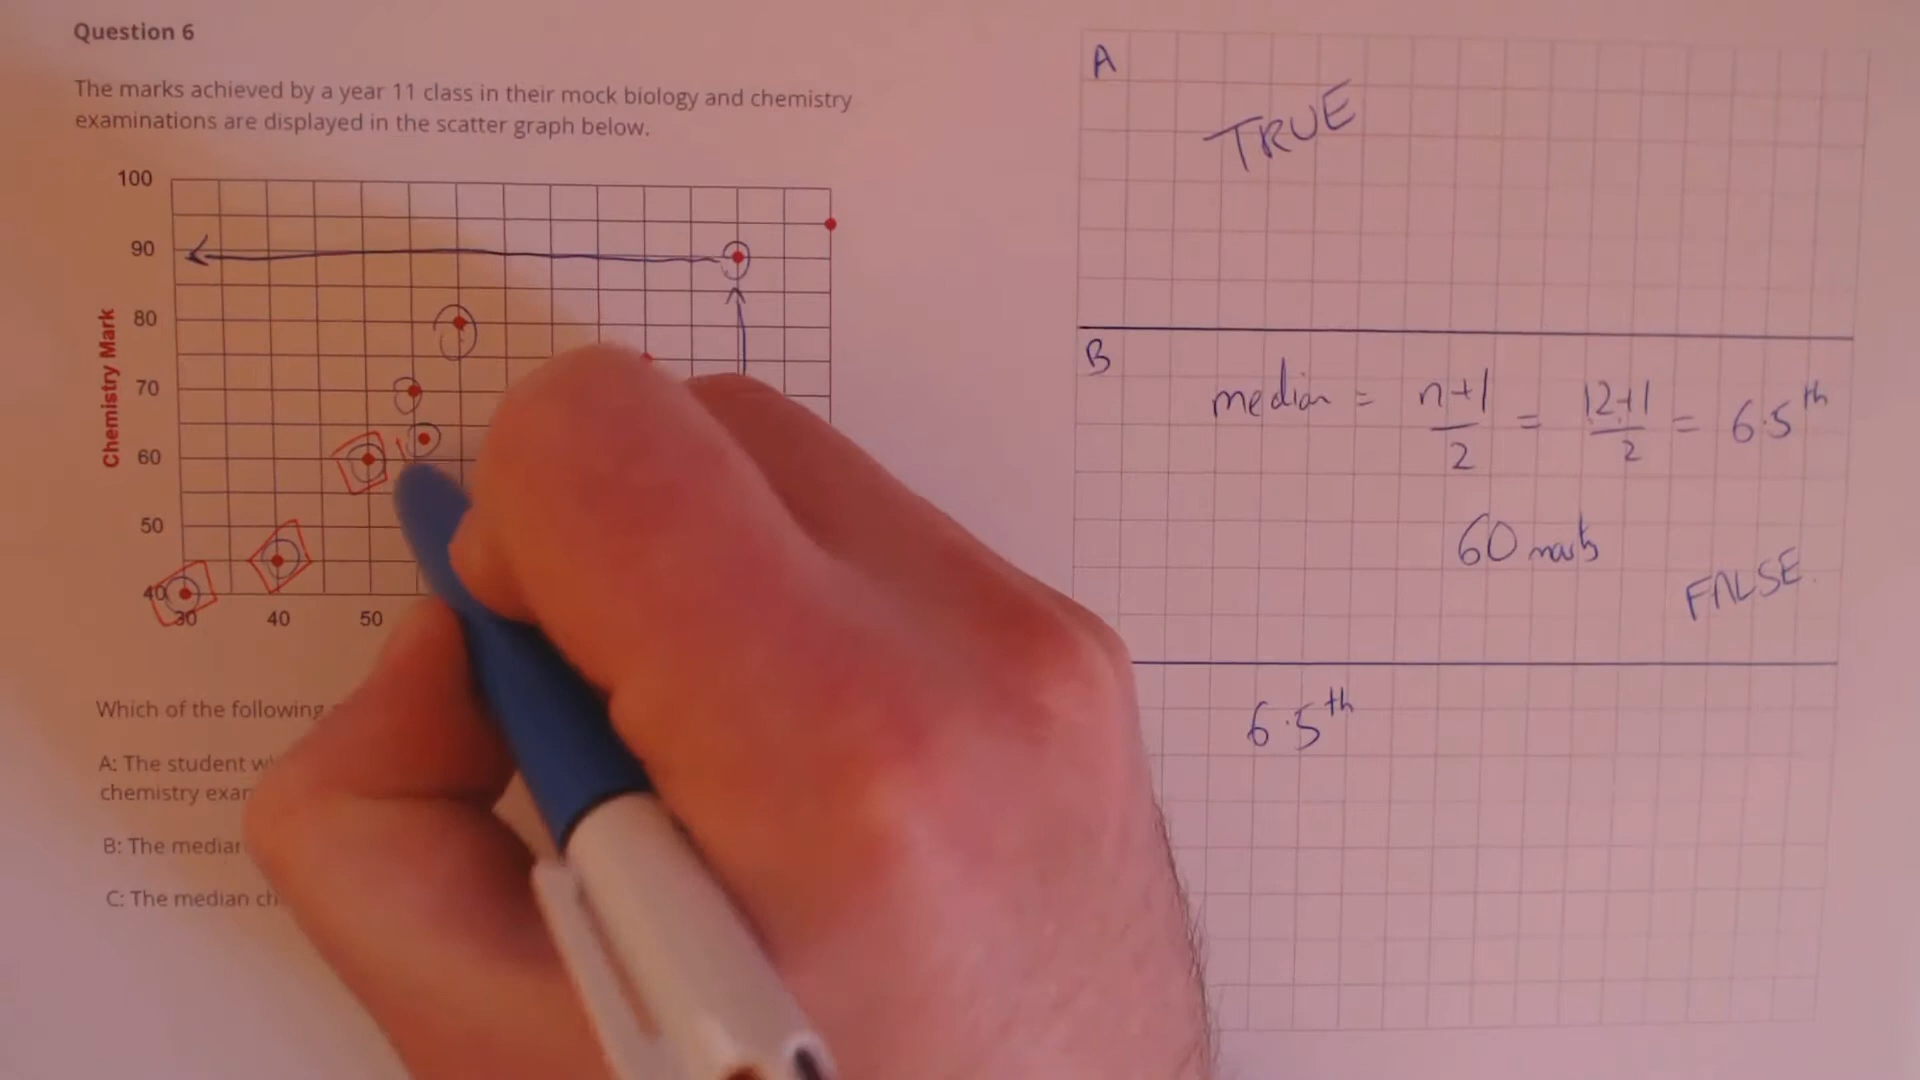 Question 6
The marks achieved by a year 11 class in their mock biology and chemistry
examinations are displayed in the scatter graph below.
100
90
80
70
60
50
40
30
40
50
Chemistry Mark
Which of the following
A: The student
chemistry
B: The
C: The median
A
TRUE
B
median = n+1/2 = 12+1/2 = 6.5th
60 marks
FALSE.
6.5th